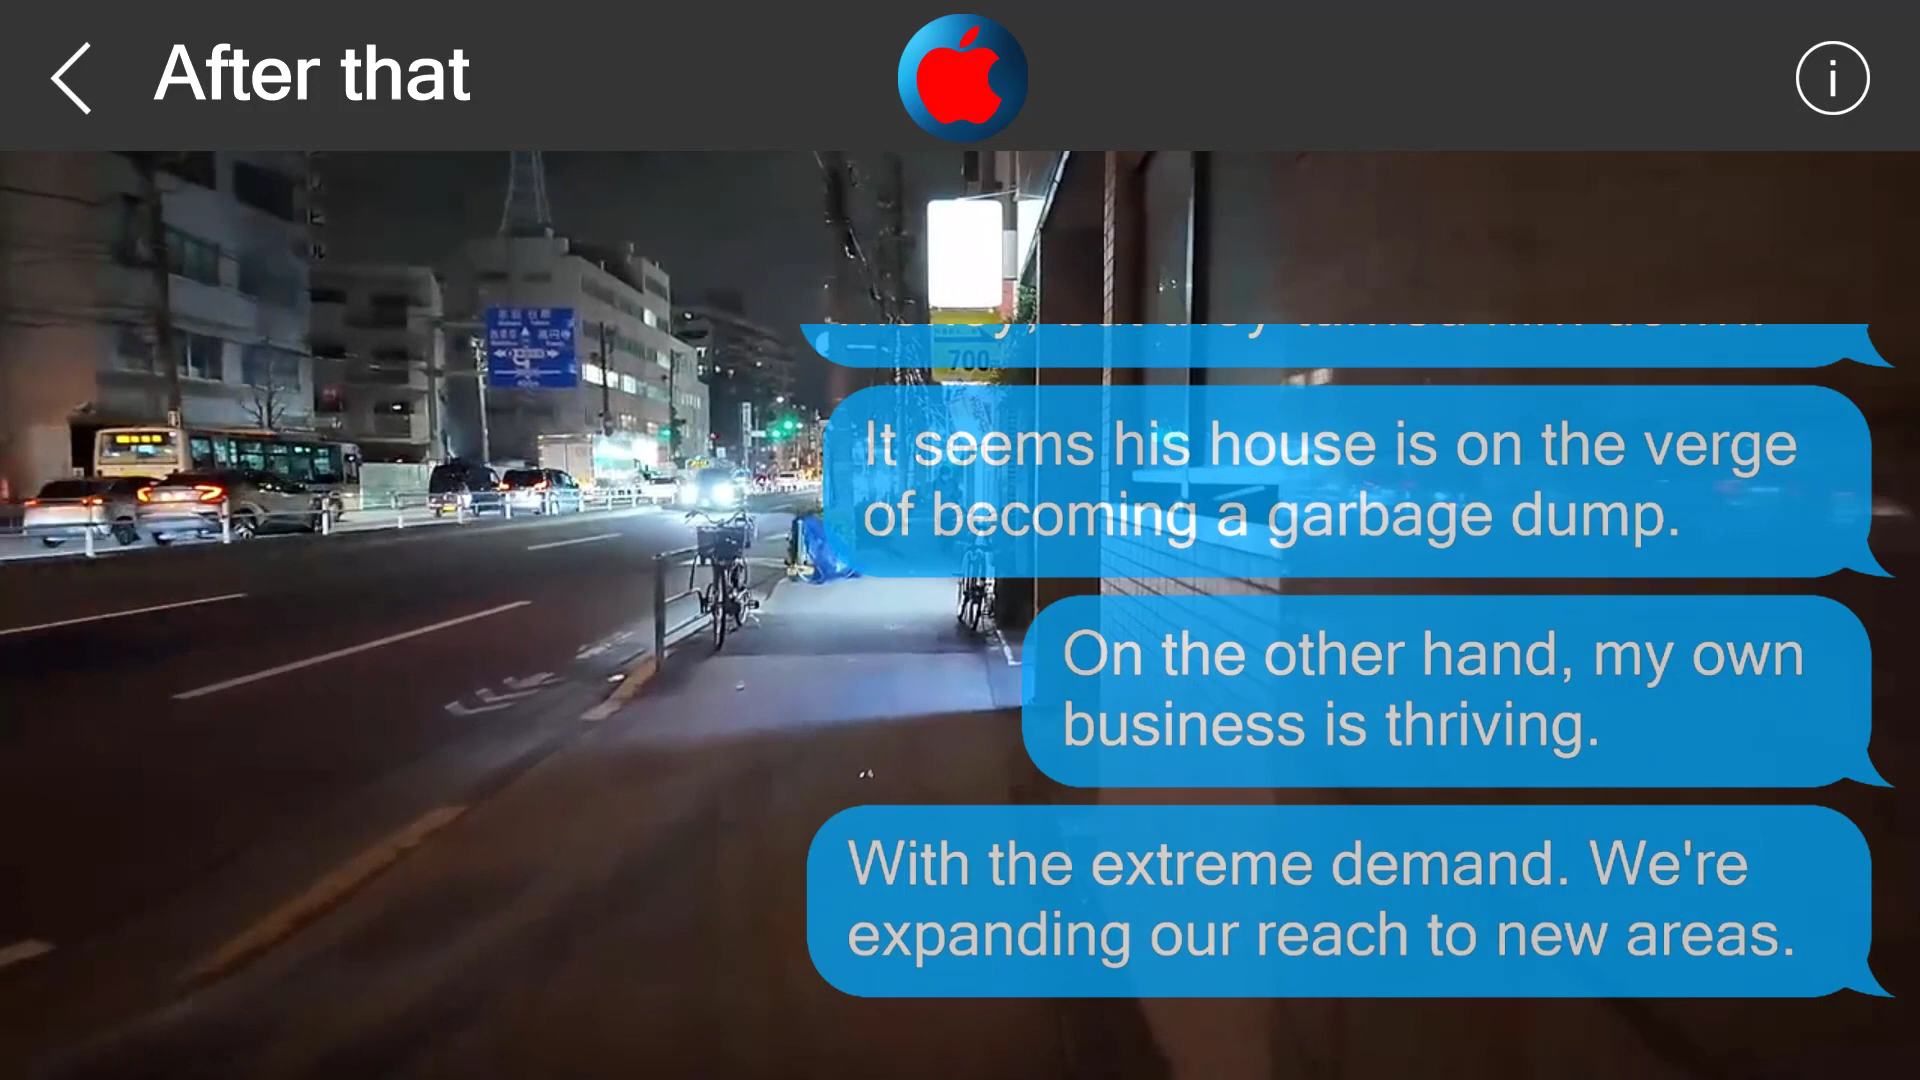 After that
It seems his house is on the verge
of becoming a garbage dump.
On the other hand, my own
business is thriving.
With the extreme demand. We're
expanding our reach to new areas.
700